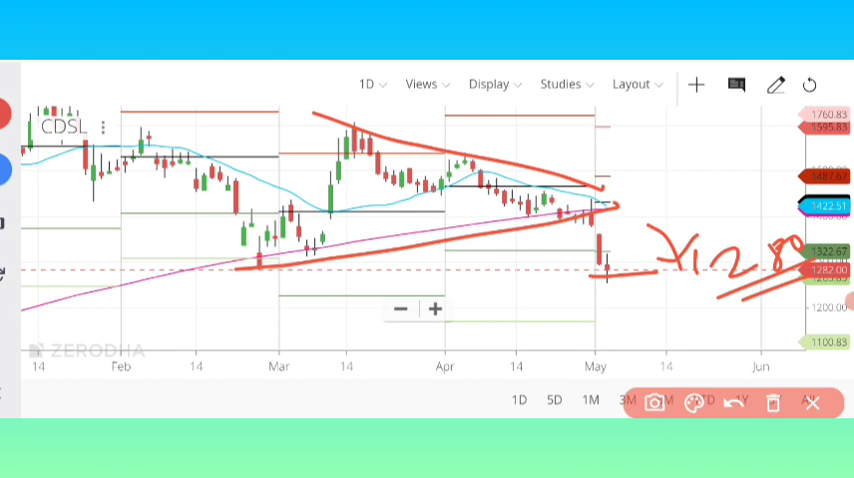 1D Views Display Studies Layout
CDSL
1760.83
1595.83
1487.67
1422.51
1322.67
1282.00
1200.00
1100.83
1280
ZERODHA
14 Feb 14 Mar 14 Apr 14 May 14 Jun
1D 5D 1M 3M